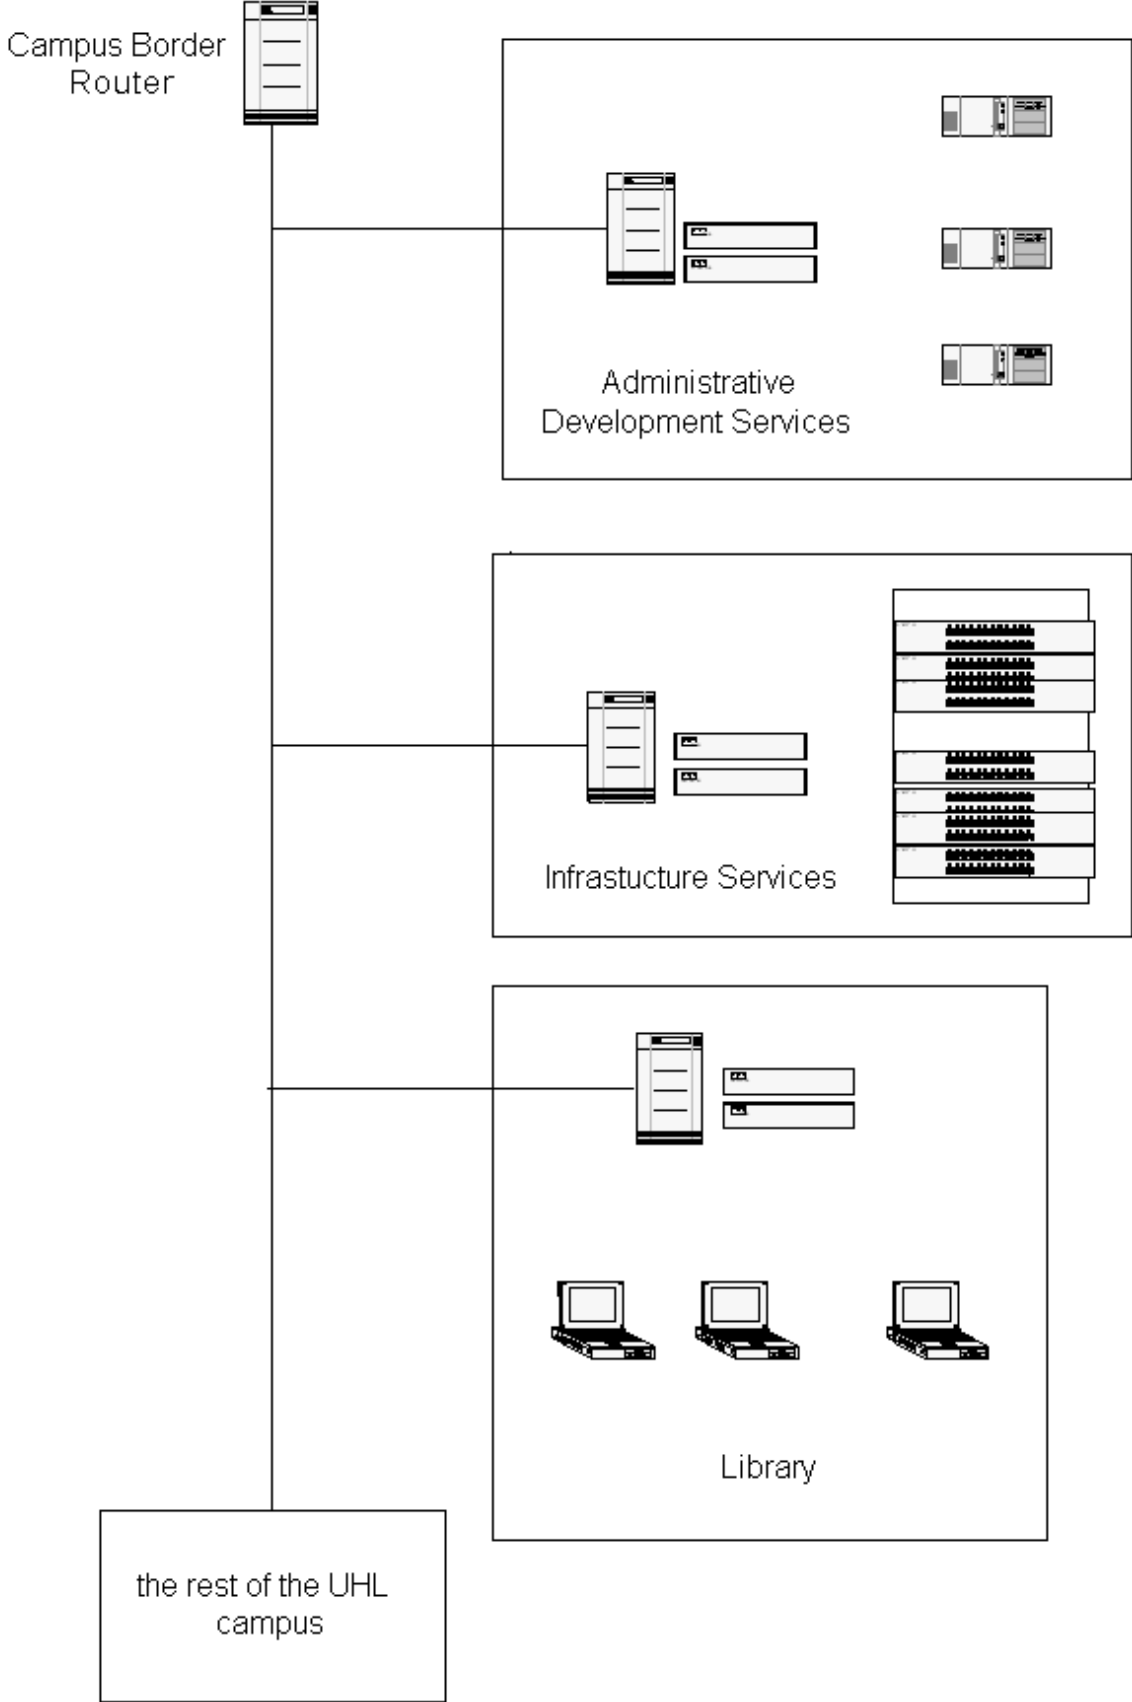 Campus Border
Router
Administrative
Development Services
Infrastucture Services
Library
the rest of the UHL
campus